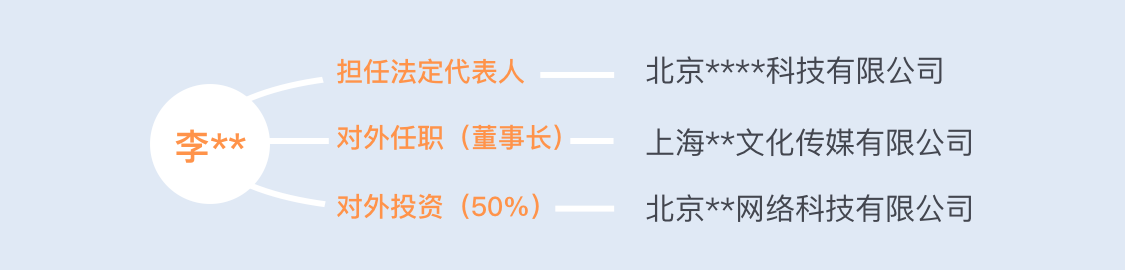 担任法定代表人
北京****科技有限公司
李**
对外任职（董事长）
上海**文化传媒有限公司
对外投资（50%）
北京**网络科技有限公司